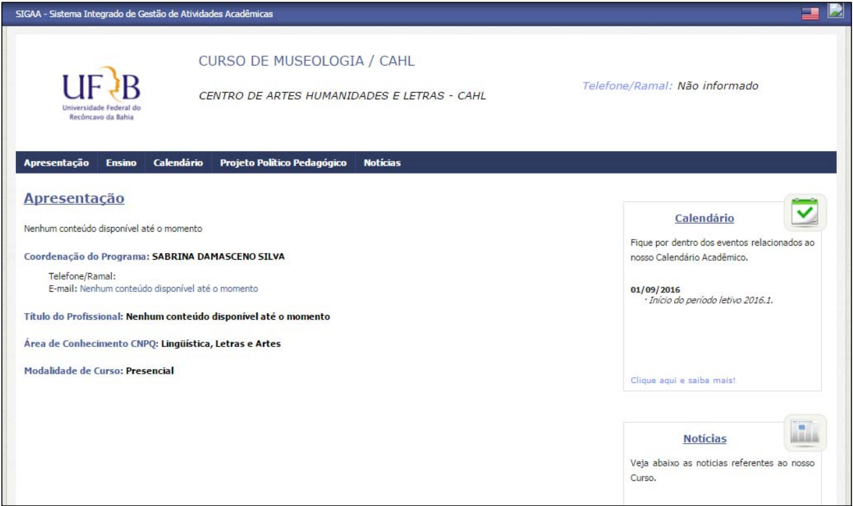 SIGAA - Sistema Integrado de Gestão de Atividades Acadêmicas
CURSO DE MUSEOLOGIA / CAHL
CENTRO DE ARTES HUMANIDADES E LETRAS - CAHL
Telefone/Ramal: Não informado
UFRB
Universidade Federal do
Recôncavo da Bahia
Apresentação Ensino Calendário Projeto Político Pedagógico Notícias
Apresentação
Nenhum conteúdo disponível até o momento
Coordenação do Programa: SABRINA DAMASCENO SILVA
Telefone/Ramal:
E-mail: Nenhum conteúdo disponível até o momento
Título do Profissional: Nenhum conteúdo disponível até o momento
Área de Conhecimento CNPQ: Lingüística, Letras e Artes
Modalidade de Curso: Presencial
Calendário
Fique por dentro dos eventos relacionados ao
nosso Calendário Acadêmico.
01/09/2016
· Início do período letivo 2016.1.
Clique aqui e saiba mais!
Notícias
Veja abaixo as noticias referentes ao nosso
Curso.